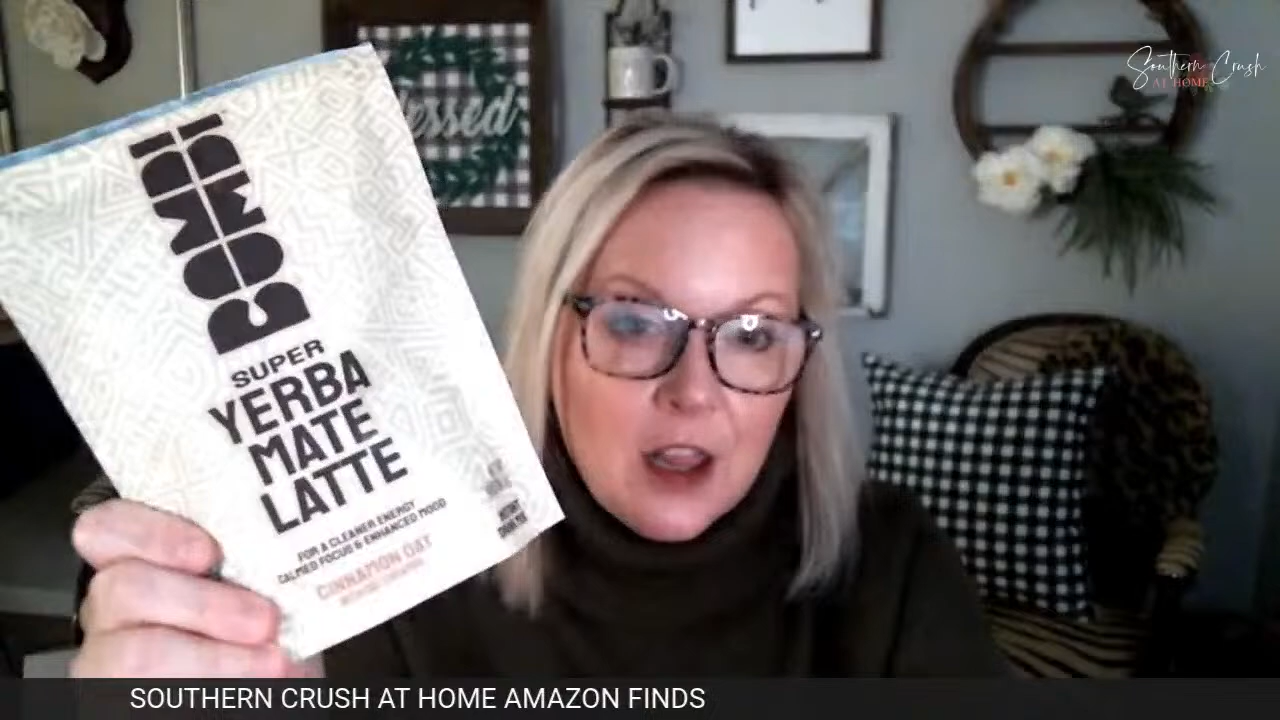 Southern Crush
AT HOME
essed
SUPER
YERBA
MATE
LATTE
FOR A CLEANER ENERGY
CALMED FOCUS & ENHANCED MOOD
CINNAMON OAT
SOUTHERN CRUSH AT HOME AMAZON FINDS